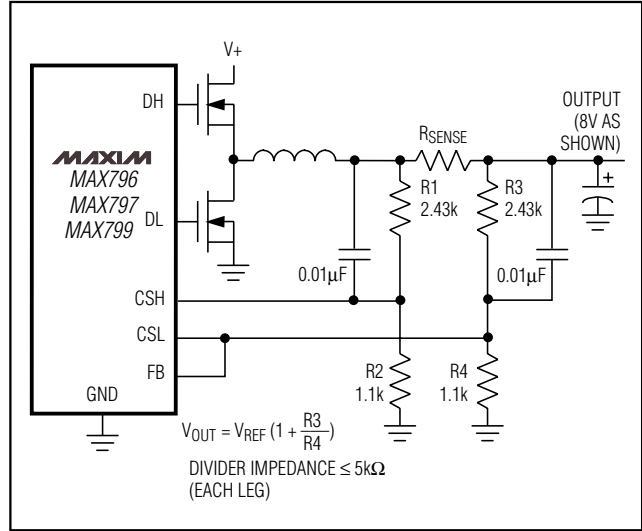 V+
DH
OUTPUT
(8V AS
SHOWN)
RSENSE
MAXIM
MAX796
MAX797
MAX799
R1
2.43k
R3
2.43k
DL
+
0.01μF
0.01μF
CSH
CSL
FB
R2
1.1k
R4
1.1k
GND
VOUT = VREF (1 + R3/R4)
DIVIDER IMPEDANCE ≤ 5kΩ
(EACH LEG)